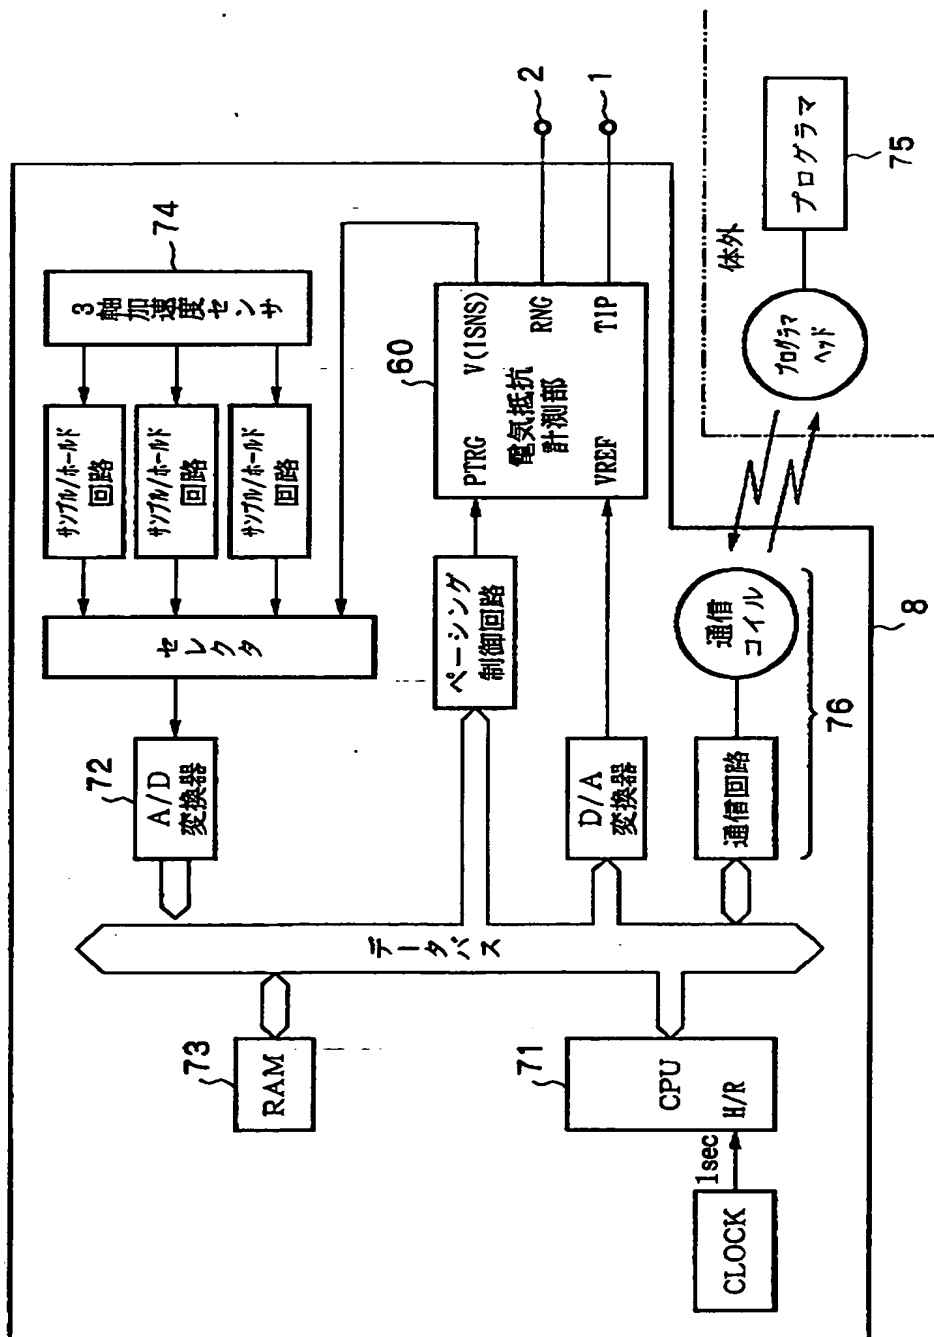 CLOCK
1sec
71
CPU
H/R
73
RAM
データバス
72
A/D
変換器
セレクタ
サンプル/ホールド
回路
サンプル/ホールド
回路
サンプル/ホールド
回路
74
3軸加速度センサ
ペーシング
制御回路
D/A
変換器
60
PTRG
V(ISNS)
電気抵抗
計測部
RNG
VREF
TIP
2
1
通信回路
通信
コイル
76
8
体外
プログラマ
ヘッド
プログラマ
75